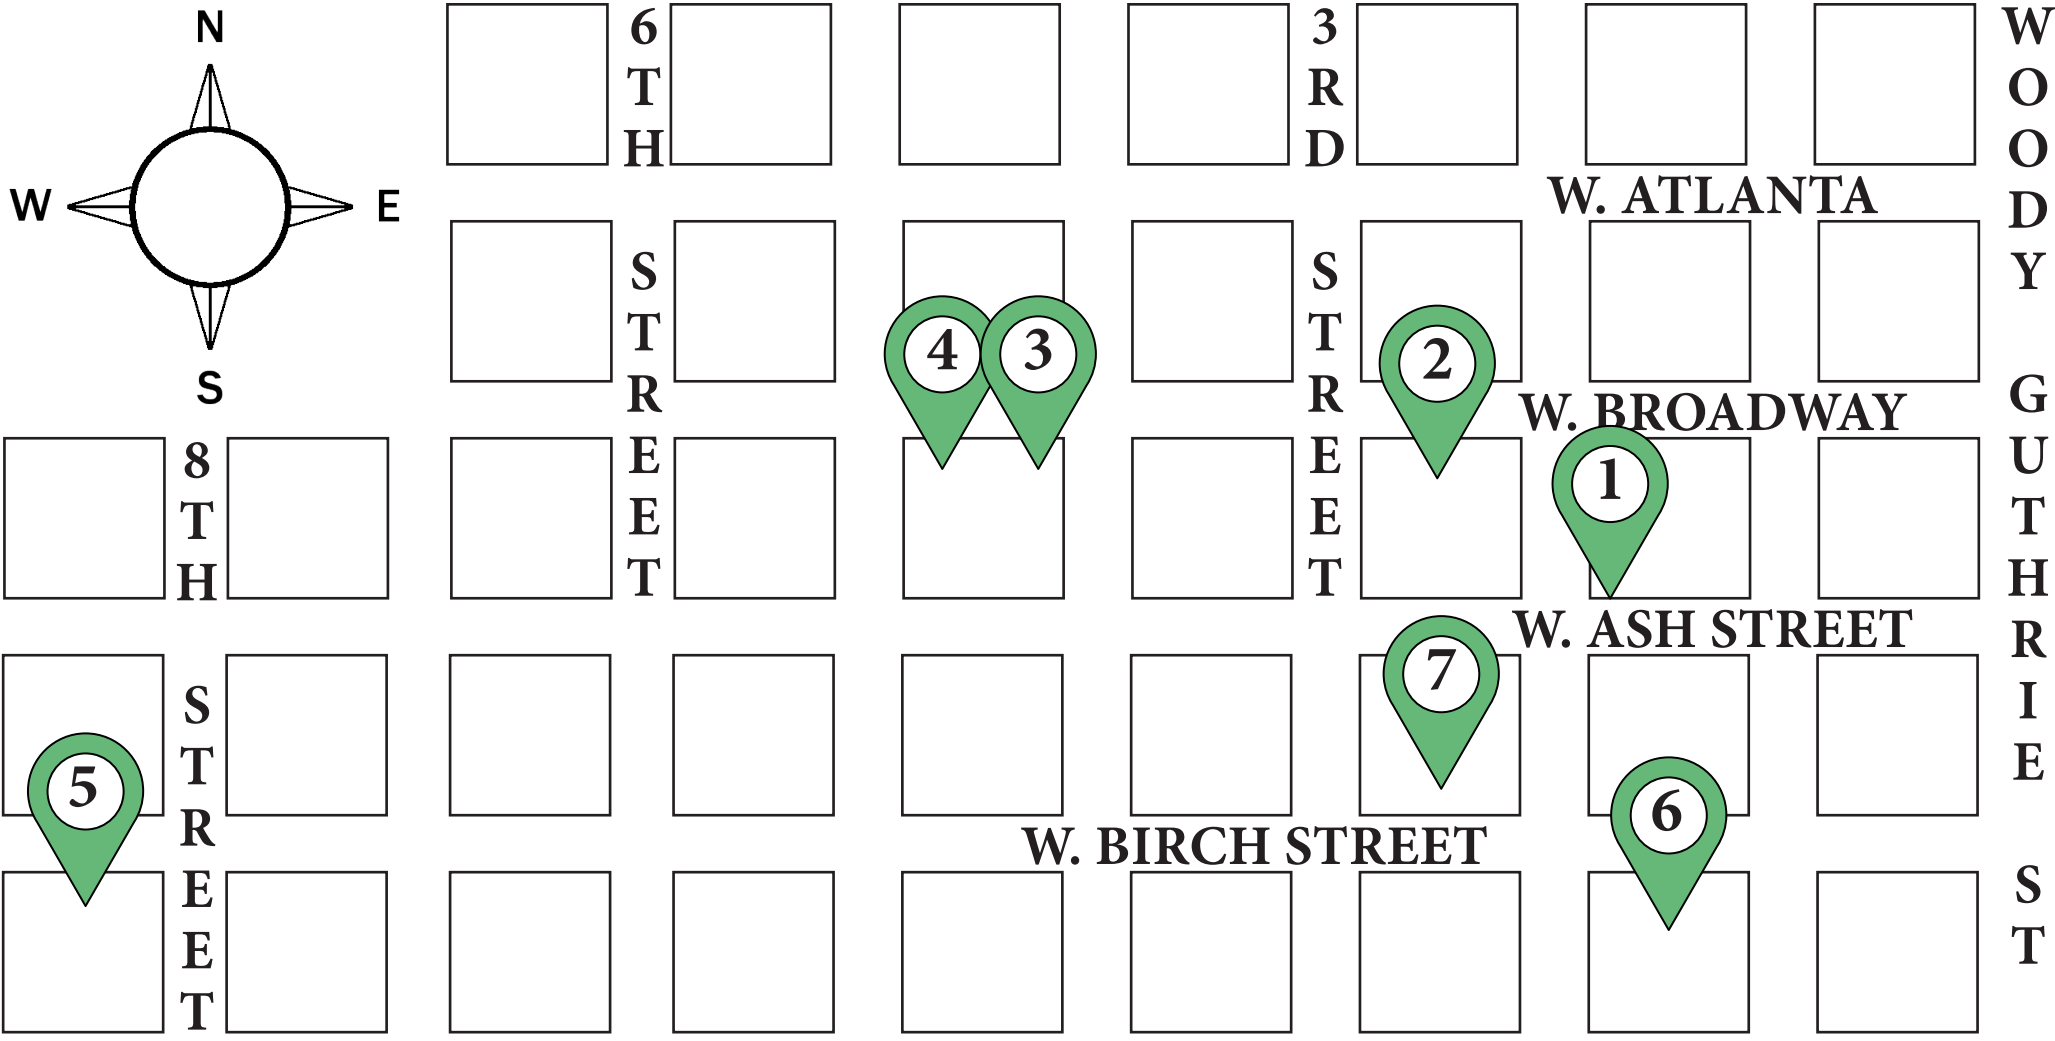 N
W
E
S
6TH STREET
3RD STREET
WOODY GUTHRIE ST
8TH STREET
W. ATLANTA
4
3
2
W. BROADWAY
1
W. ASH STREET
7
5
6
W. BIRCH STREET